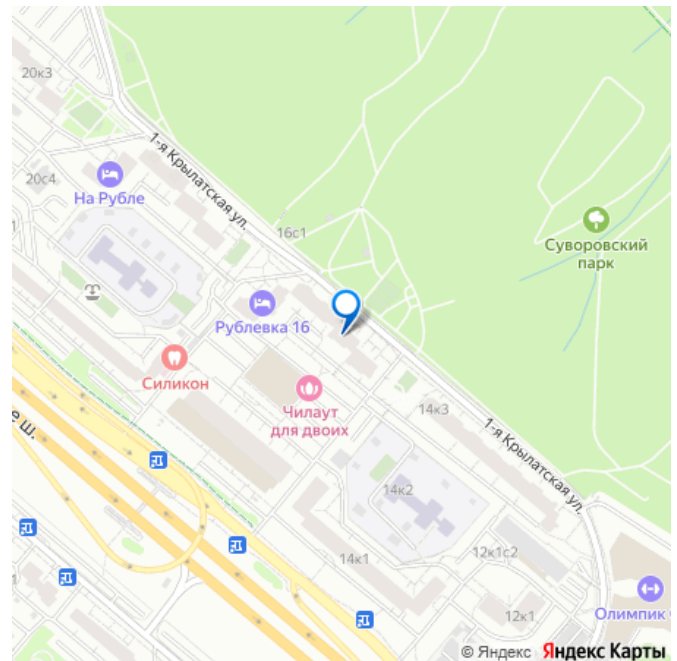 20к3
1-я Крылатская ул.
20с4
На Рубле
16с1
Суворовский
парк
Рублевка 16
Силикон
Чилаут
для двоих
14к3
1-я Крылатская ул.
е Ш.
14к2
14к1
12к1с2
12к1
Олимпик
© Яндекс Яндекс Карты